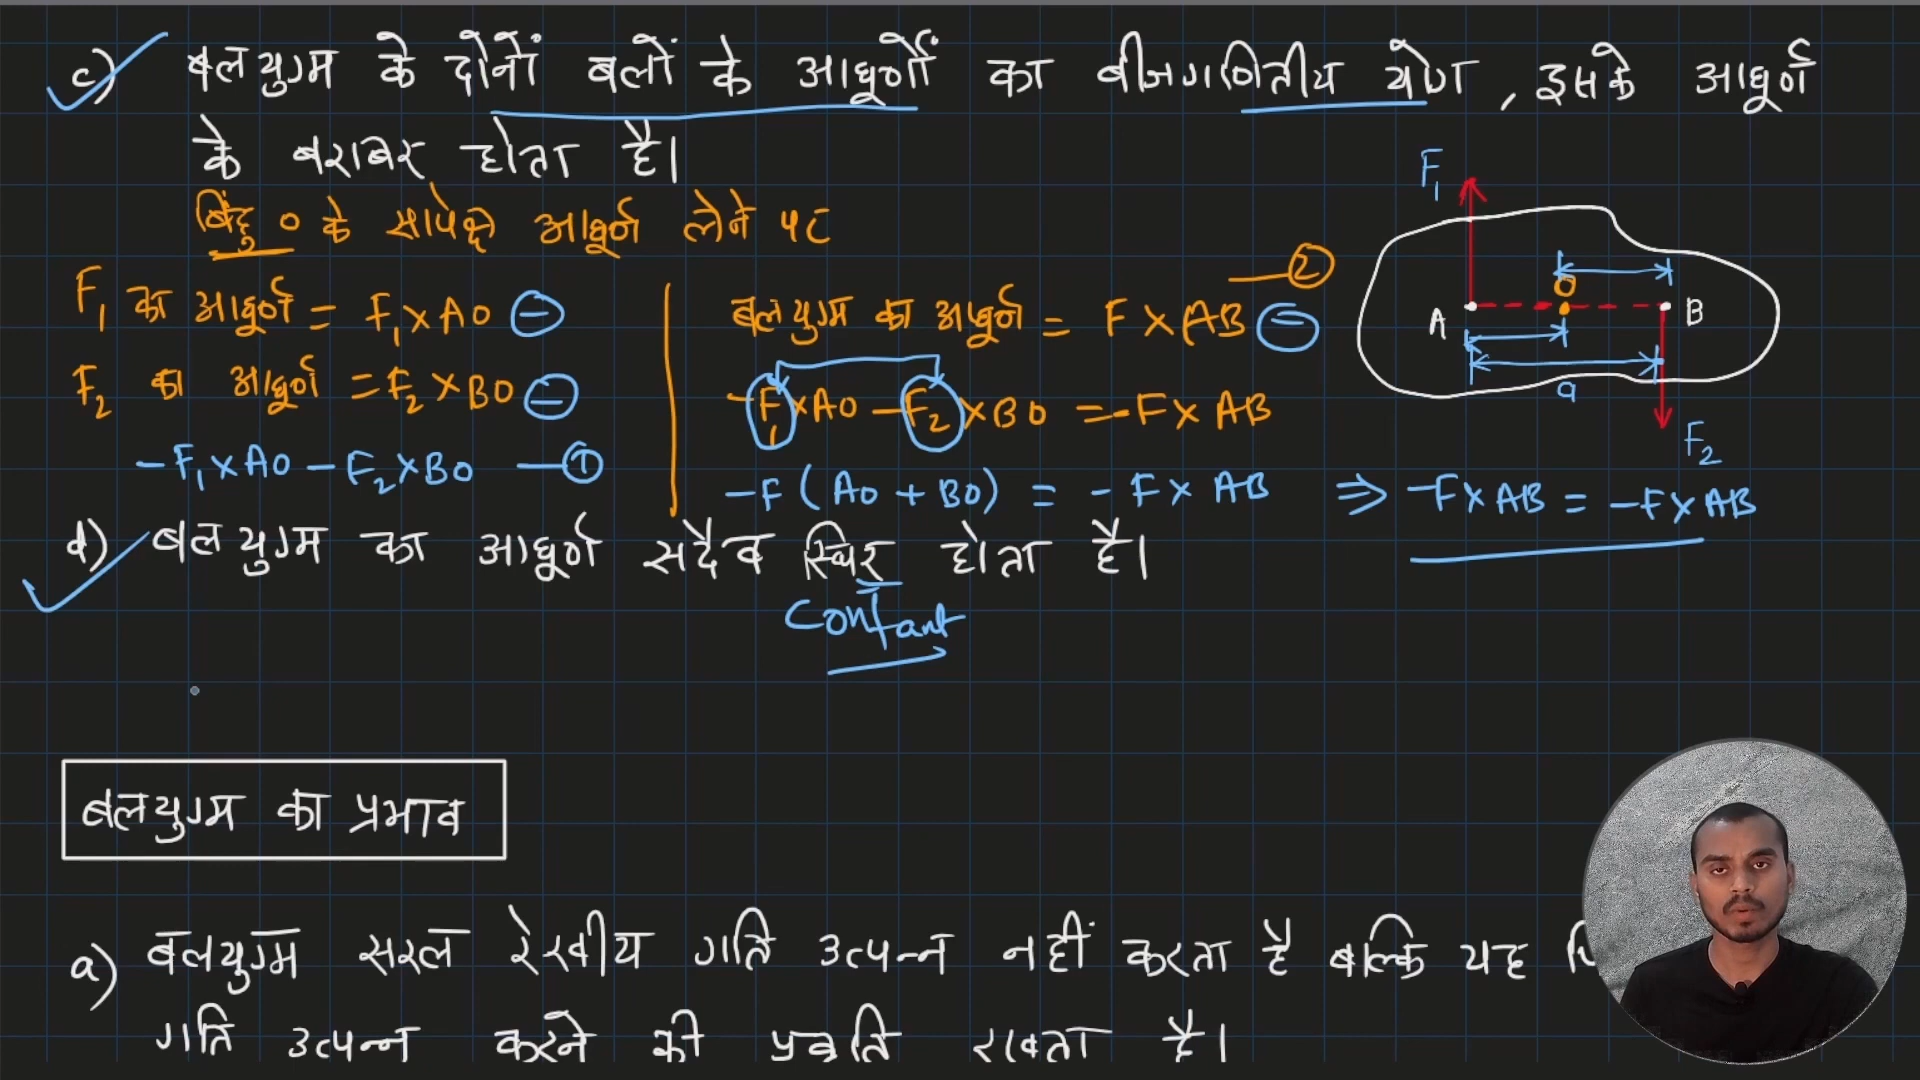 c) बलयुग्म के दोनों बलों के आघूर्णों का बीजगणितीय योग, इसके आघूर्ण
के बराबर होता है।
बिंदु O के सापेक्ष आघूर्ण लेने पर
F₁ का आघूर्ण = F₁×AO ⊖
F₂ का आघूर्ण = F₂×BO ⊖
-F₁×AO - F₂×BO —①
बलयुग्म का आघूर्ण = F×AB ⊖ —②
-F₁×AO - F₂×BO = -F×AB
-F(AO + BO) = -F×AB ⇒ -F×AB = -F×AB
F₁
O
A B
a
F₂
d) बलयुग्म का आघूर्ण सदैव स्थिर होता है।
Constant
बलयुग्म का प्रभाव
a) बलयुग्म सरल रेखीय गति उत्पन्न नहीं करता है बल्कि यह
गति उत्पन्न करने की प्रवृति रखता है।